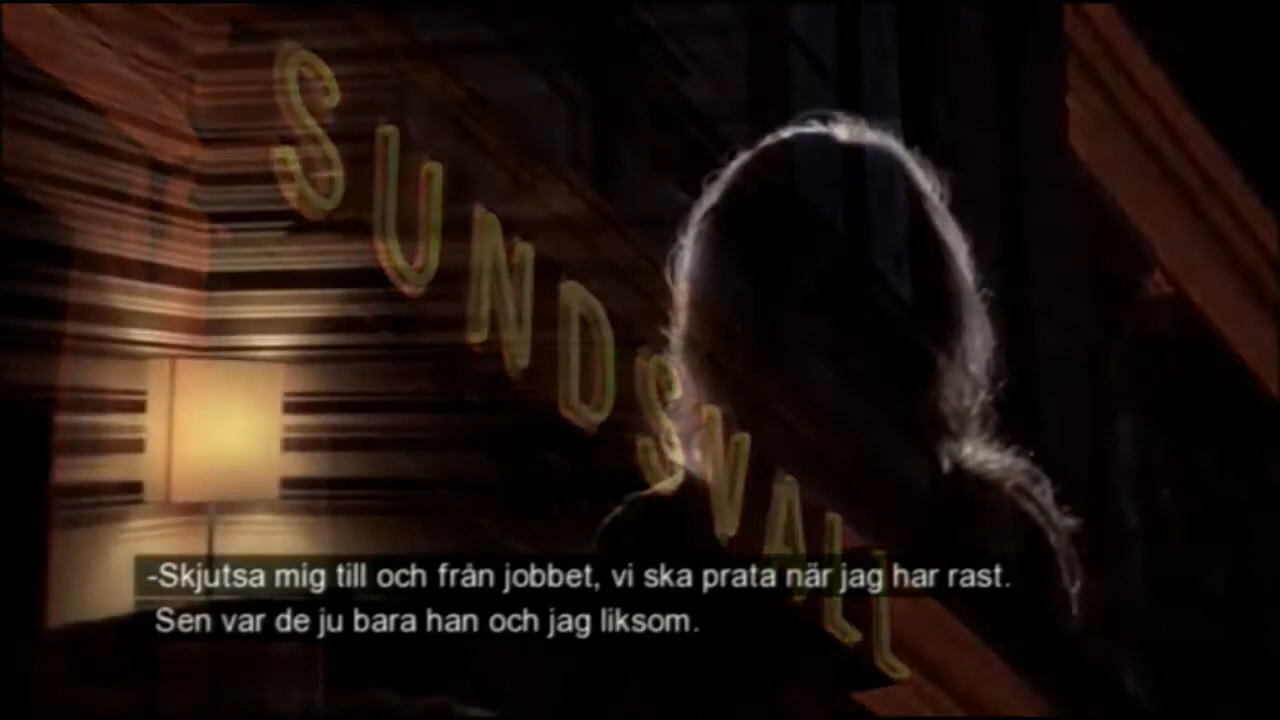 SUNDSVALL
-Skjutsa mig till och från jobbet, vi ska prata när jag har rast.
Sen var de ju bara han och jag liksom.